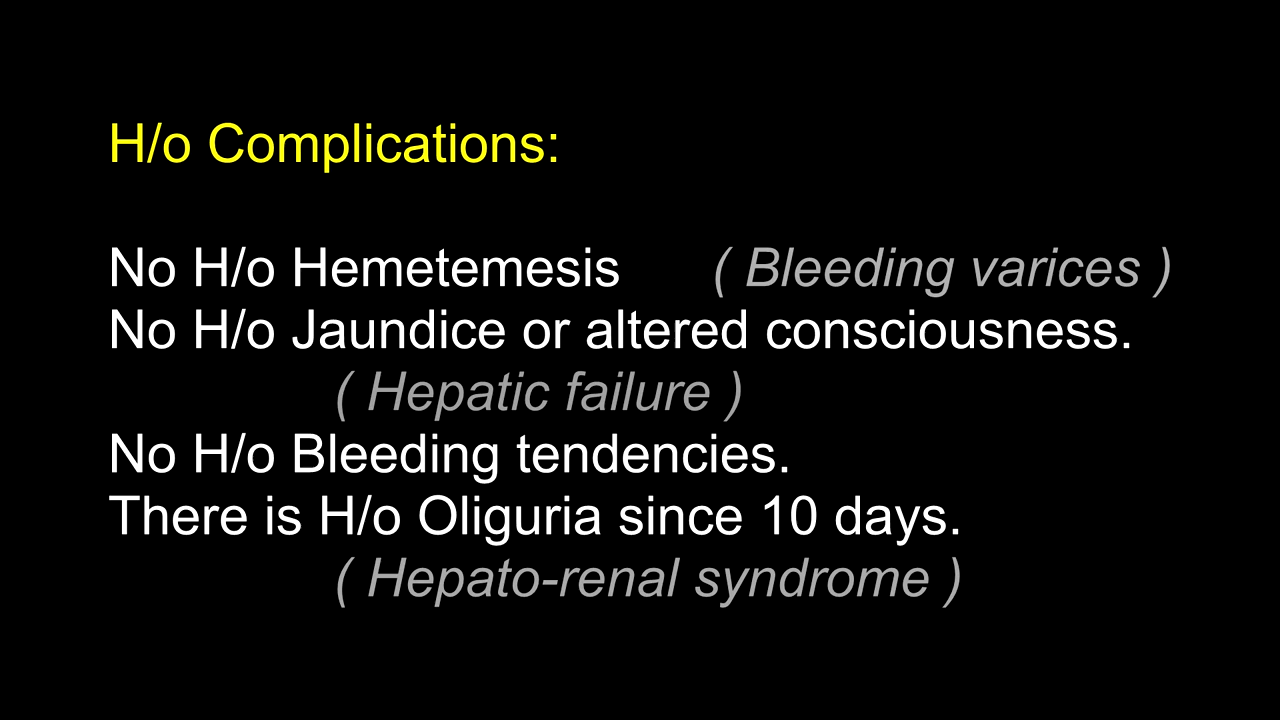 H/o Complications:
No H/o Hemetemesis ( Bleeding varices )
No H/o Jaundice or altered consciousness.
( Hepatic failure )
No H/o Bleeding tendencies.
There is H/o Oliguria since 10 days.
( Hepato-renal syndrome )